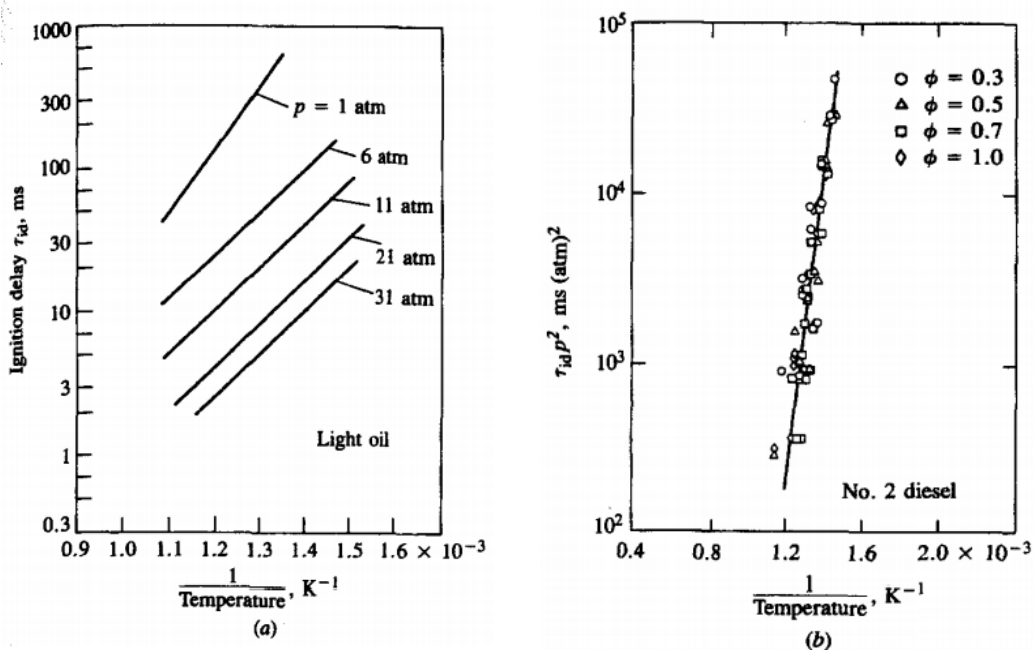 1000
300
100
30
10
3
1
0.3
Ignition delay τid, ms
p = 1 atm
6 atm
11 atm
21 atm
31 atm
Light oil
0.9 1.0 1.1 1.2 1.3 1.4 1.5 1.6 × 10⁻³
1
Temperature , K⁻¹
(a)
10⁵
10⁴
10³
10²
τid p², ms (atm)²
ϕ = 0.3
ϕ = 0.5
ϕ = 0.7
ϕ = 1.0
No. 2 diesel
0.4 0.8 1.2 1.6 2.0 × 10⁻³
1
Temperature , K⁻¹
(b)